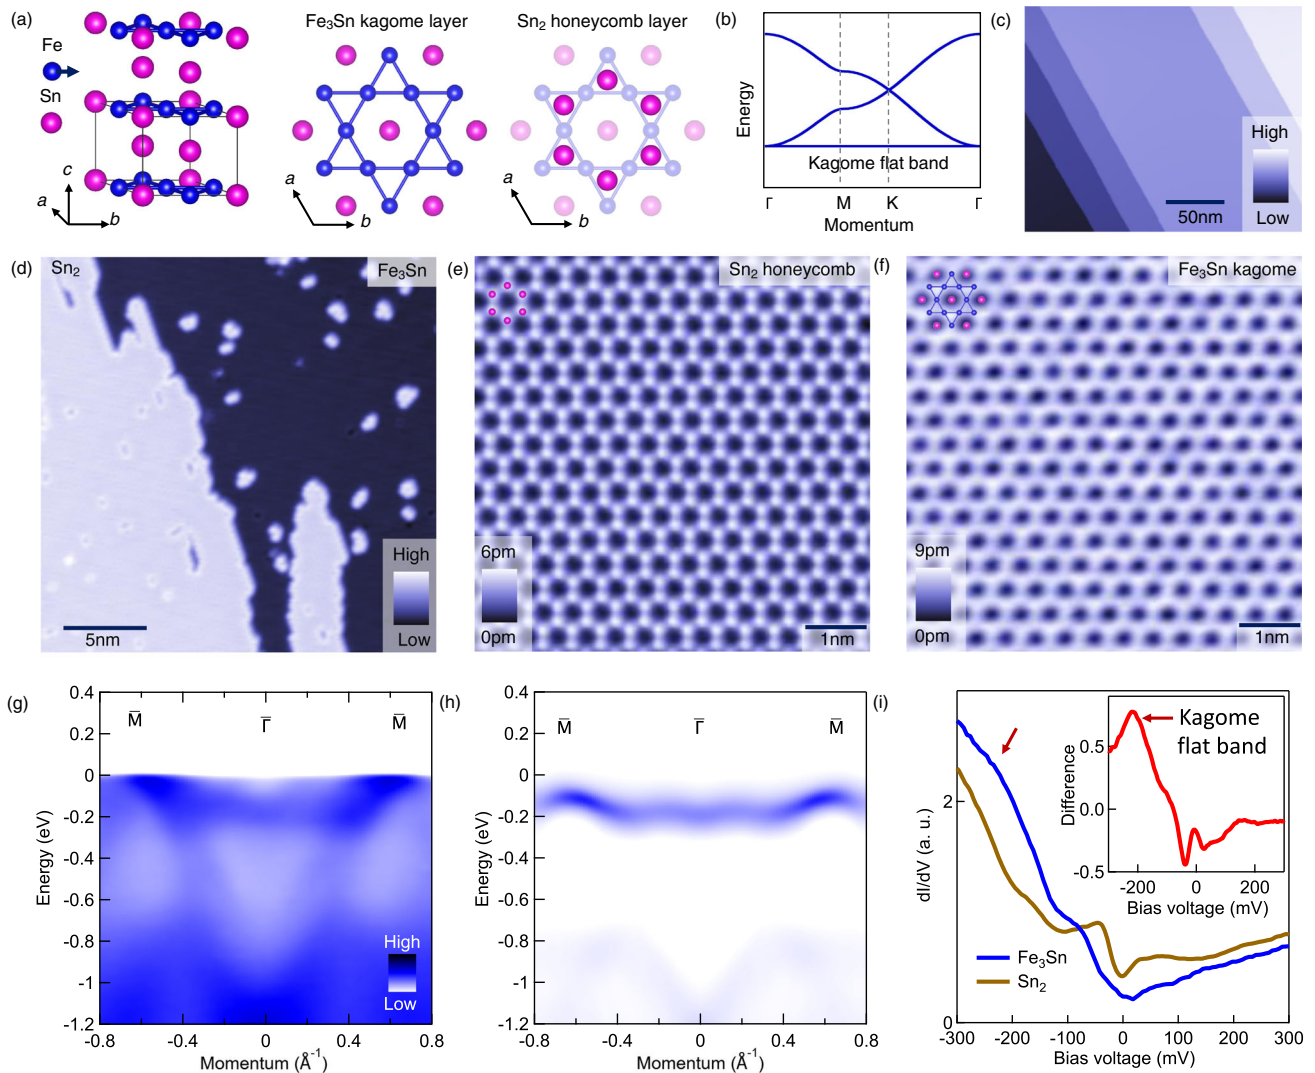 (a)
Fe
Sn
c
a
b
Fe₃Sn kagome layer
a
b
Sn₂ honeycomb layer
a
b
(b)
Energy
Kagome flat band
Γ M K Γ
Momentum
(c)
High
Low
50nm
(d)
Sn₂
Fe₃Sn
High
Low
5nm
(e)
Sn₂ honeycomb
6pm
0pm
1nm
(f)
Fe₃Sn kagome
9pm
0pm
1nm
(g)
0.4
0.2
0
-0.2
-0.4
-0.6
-0.8
-1
-1.2
Energy (eV)
M̅ Γ̅ M̅
High
Low
-0.8 -0.4 0 0.4 0.8
Momentum (Å⁻¹)
(h)
0.4
0.2
0
-0.2
-0.4
-0.6
-0.8
-1
-1.2
Energy (eV)
M̅ Γ̅ M̅
-0.8 -0.4 0 0.4 0.8
Momentum (Å⁻¹)
(i)
2
0
dI/dV (a. u.)
Kagome
flat band
0.5
0.0
-0.5
Difference
-200 0 200
Bias voltage (mV)
Fe₃Sn
Sn₂
-300 -200 -100 0 100 200 300
Bias voltage (mV)